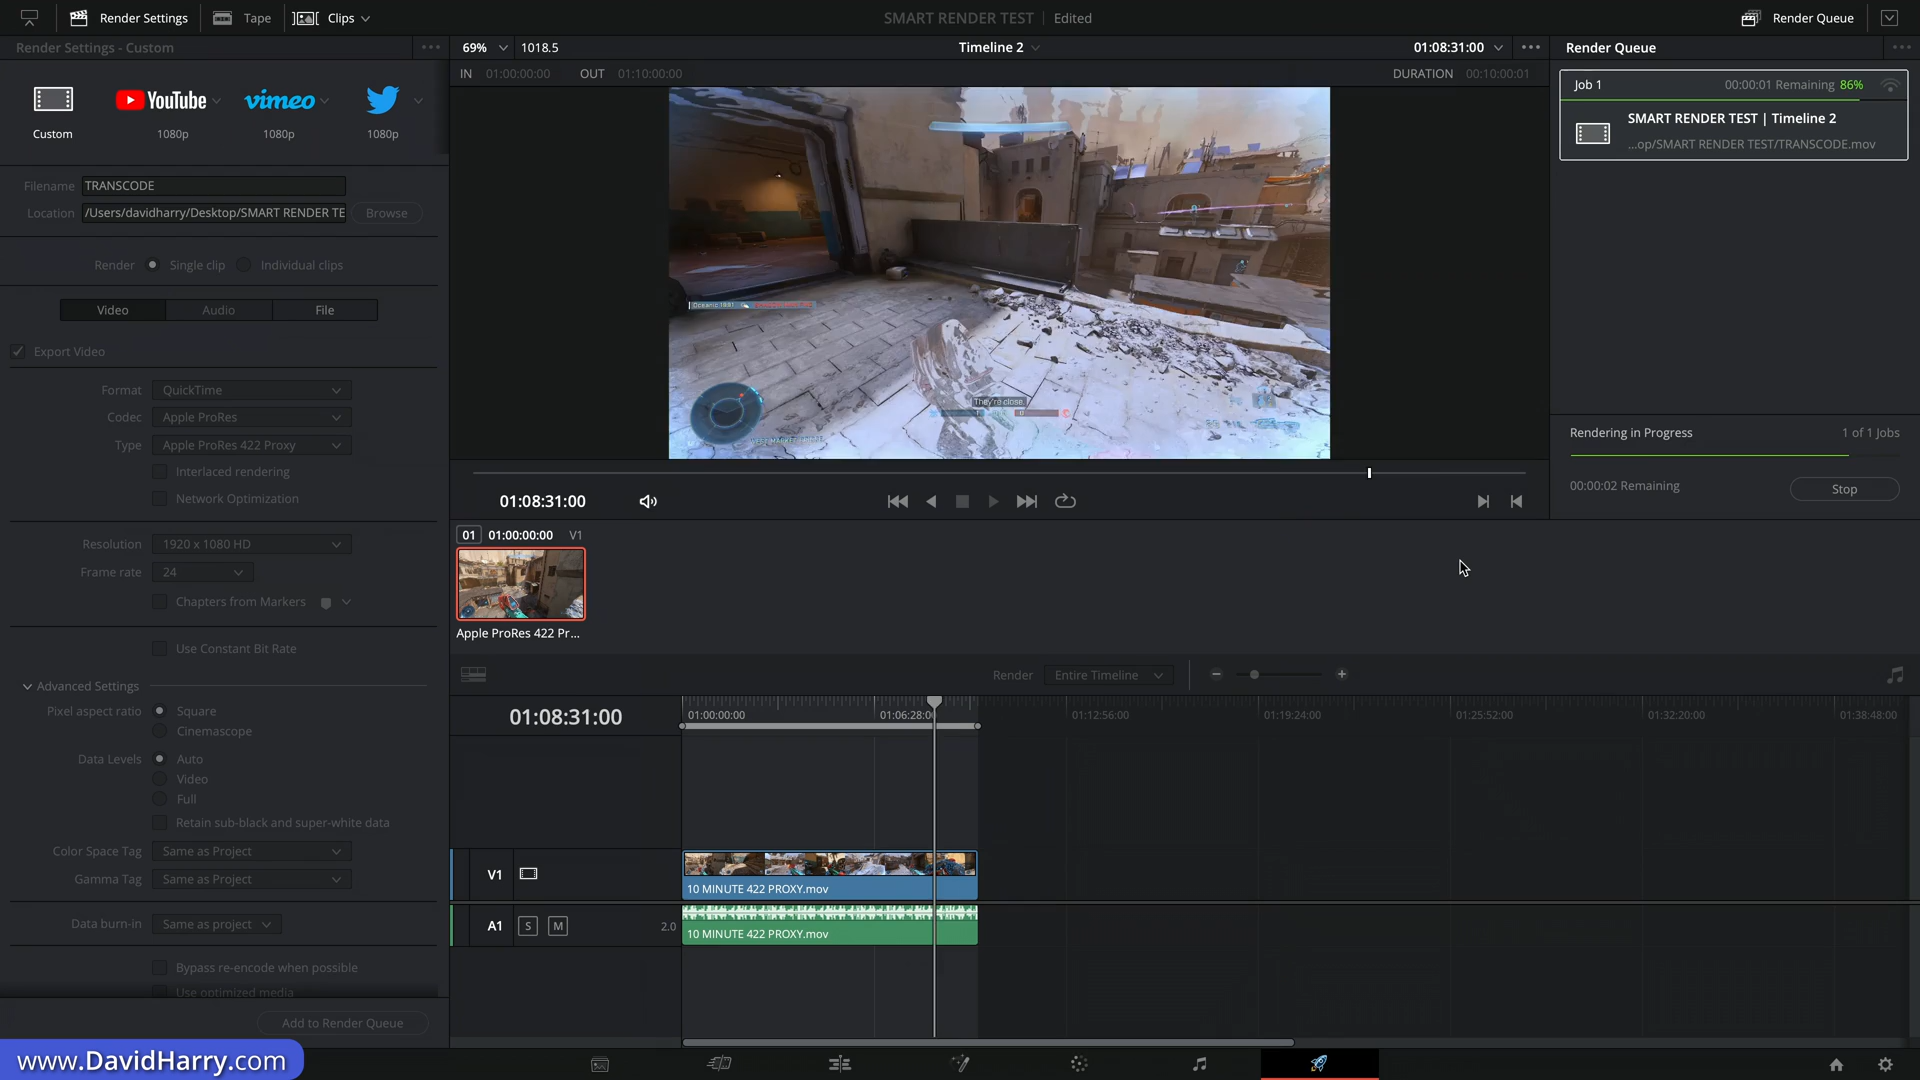 Render Settings
Tape
Clips
SMART RENDER TEST
Edited
Render Queue
Render Settings - Custom
69%
1018.5
Timeline 2
01:08:31:00
Render Queue
IN 01:00:00:00 OUT 01:10:00:00
DURATION 00:10:00:01
Custom
YouTube
1080p
vimeo
1080p
1080p
Job 1
00:00:01 Remaining 86%
SMART RENDER TEST | Timeline 2
...op/SMART RENDER TEST/TRANSCODE.mov
Filename TRANSCODE
Location /Users/davidharry/Desktop/SMART RENDER TE Browse
Render Single clip Individual clips
Video Audio File
Export Video
Format QuickTime
Codec Apple ProRes
Type Apple ProRes 422 Proxy
Interlaced rendering
Network Optimization
Resolution 1920 x 1080 HD
Frame rate 24
Chapters from Markers
Use Constant Bit Rate
Advanced Settings
Pixel aspect ratio Square
Cinemascope
Data Levels Auto
Video
Full
Retain sub-black and super-white data
Color Space Tag Same as Project
Gamma Tag Same as Project
Data burn-in Same as project
Bypass re-encode when possible
Use optimized media
Add to Render Queue
They're close.
Rendering in Progress 1 of 1 Jobs
00:00:02 Remaining Stop
01:08:31:00
01 01:00:00:00 V1
Apple ProRes 422 Pr...
Render Entire Timeline
01:08:31:00
01:00:00:00 01:06:28:00 01:12:56:00 01:19:24:00 01:25:52:00 01:32:20:00 01:38:48:00
V1
10 MINUTE 422 PROXY.mov
A1 S M 2.0
10 MINUTE 422 PROXY.mov
www.DavidHarry.com